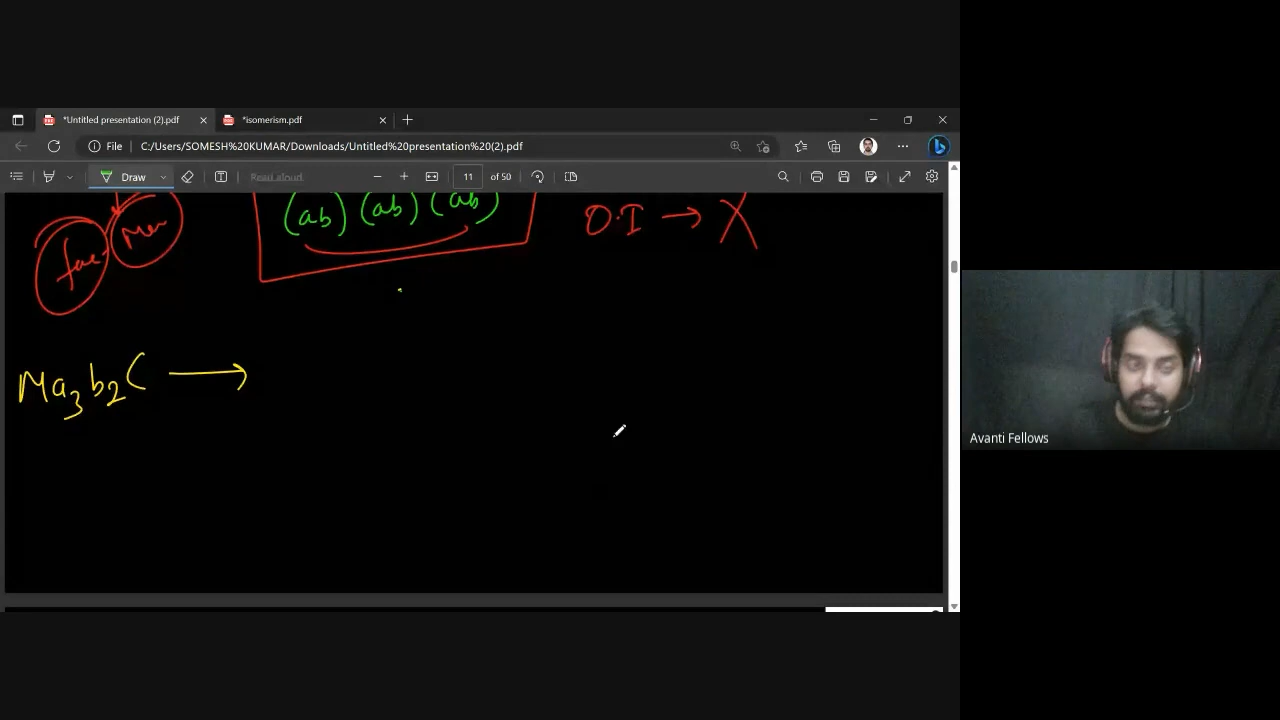 *Untitled presentation (2).pdf
*isomerism.pdf
File
C:/Users/SOMESH%20KUMAR/Downloads/Untitled%20presentation%20(2).pdf
Draw
Read aloud
11 of 50
(ab) (ab) (ab)
O.I → X
fac
Mer
Ma3b2C →
Avanti Fellows